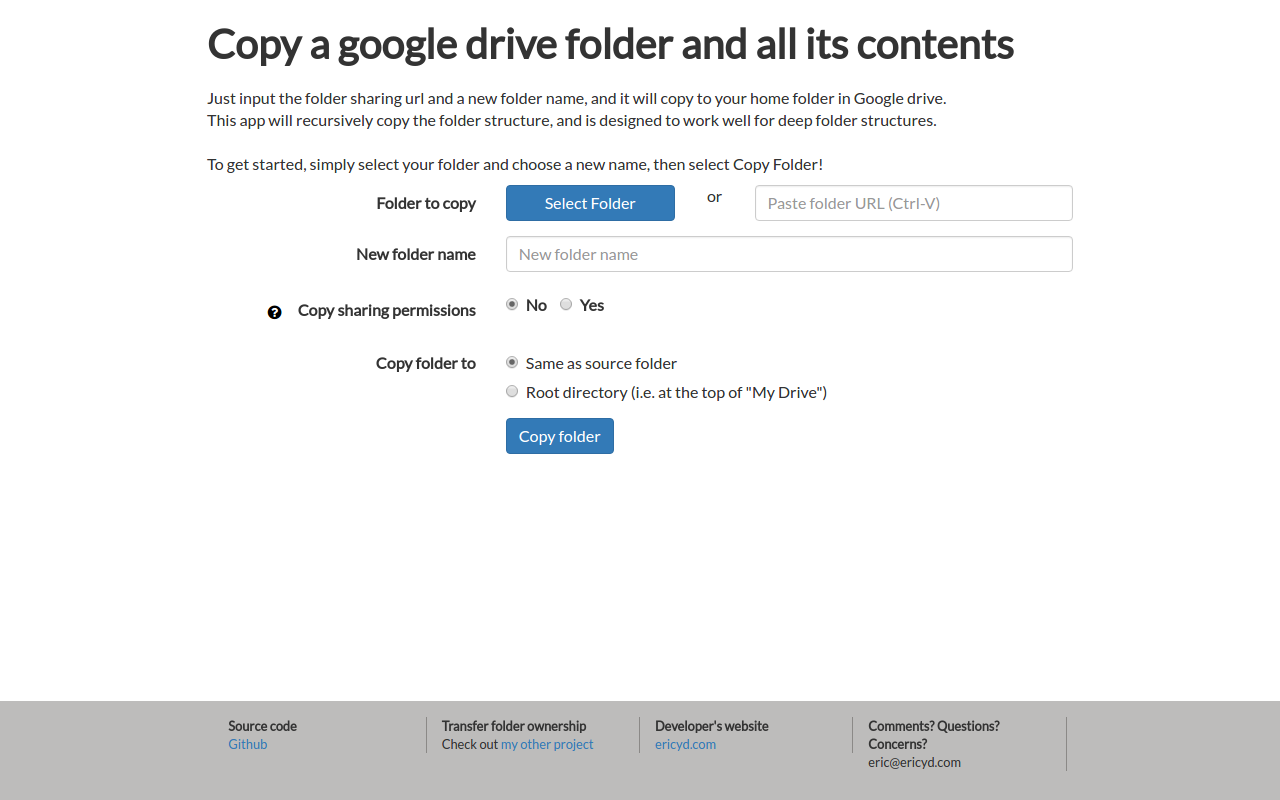 Copy a google drive folder and all its contents
Just input the folder sharing url and a new folder name, and it will copy to your home folder in Google drive.
This app will recursively copy the folder structure, and is designed to work well for deep folder structures.
To get started, simply select your folder and choose a new name, then select Copy Folder!
Folder to copy Select Folder or Paste folder URL (Ctrl-V)
New folder name New folder name
? Copy sharing permissions No Yes
Copy folder to Same as source folder
Root directory (i.e. at the top of "My Drive")
Copy folder
Source code
Github
Transfer folder ownership
Check out my other project
Developer's website
ericyd.com
Comments? Questions?
Concerns?
eric@ericyd.com